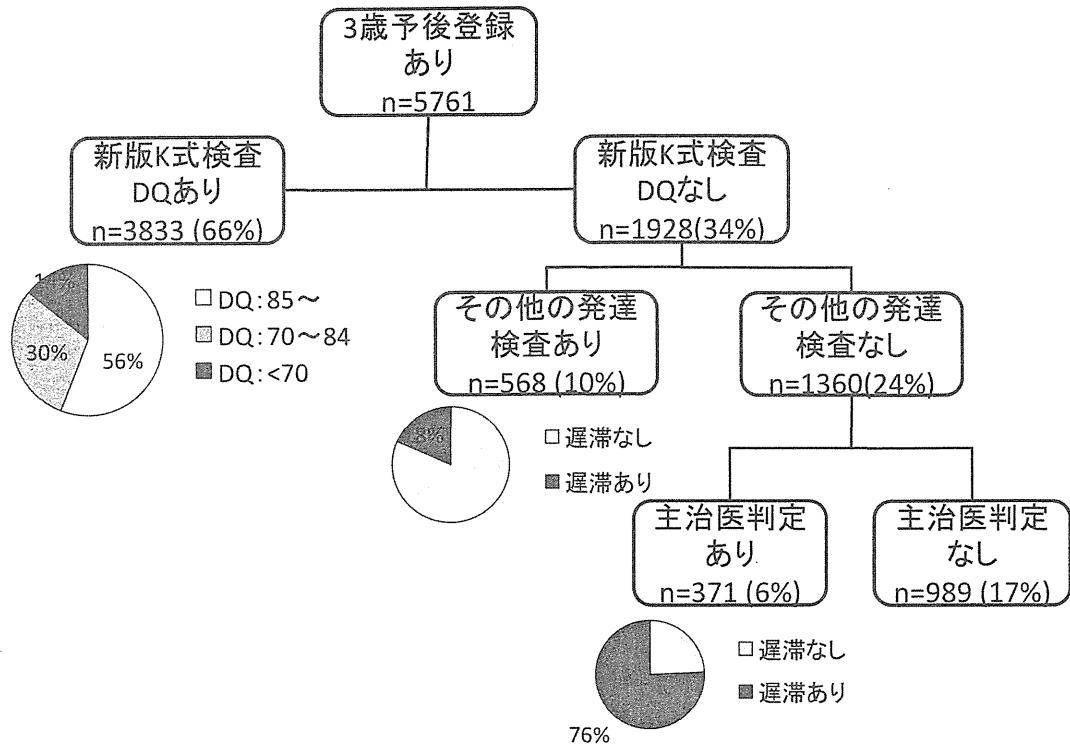 3歳予後登録
あり
n=5761
新版K式検査
DQあり
n=3833 (66%)
新版K式検査
DQなし
n=1928(34%)
30%
56%
DQ:85～
DQ:70～84
DQ:<70
その他の発達
検査あり
n=568 (10%)
その他の発達
検査なし
n=1360(24%)
遅滞なし
遅滞あり
主治医判定
あり
n=371 (6%)
主治医判定
なし
n=989 (17%)
遅滞なし
遅滞あり
76%